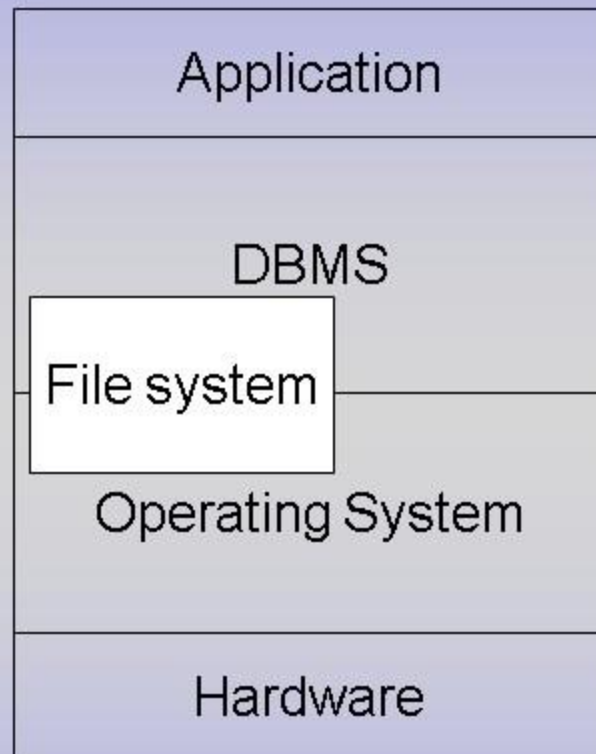 Application
DBMS
File system
Operating System
Hardware